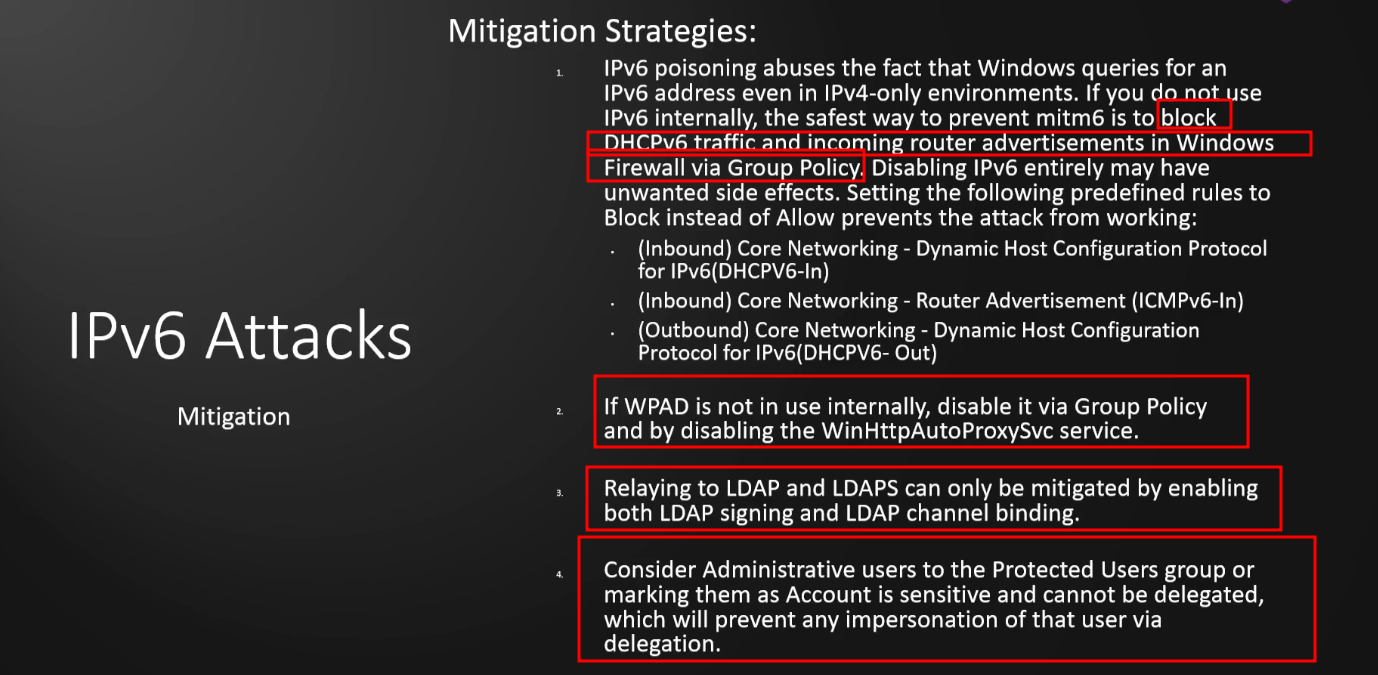 Mitigation Strategies:
1. IPv6 poisoning abuses the fact that Windows queries for an
IPv6 address even in IPv4-only environments. If you do not use
IPv6 internally, the safest way to prevent mitm6 is to block
DHCPv6 traffic and incoming router advertisements in Windows
Firewall via Group Policy. Disabling IPv6 entirely may have
unwanted side effects. Setting the following predefined rules to
Block instead of Allow prevents the attack from working:
· (Inbound) Core Networking - Dynamic Host Configuration Protocol
for IPv6(DHCPV6-In)
· (Inbound) Core Networking - Router Advertisement (ICMPv6-In)
· (Outbound) Core Networking - Dynamic Host Configuration
Protocol for IPv6(DHCPV6- Out)
2. If WPAD is not in use internally, disable it via Group Policy
and by disabling the WinHttpAutoProxySvc service.
3. Relaying to LDAP and LDAPS can only be mitigated by enabling
both LDAP signing and LDAP channel binding.
4. Consider Administrative users to the Protected Users group or
marking them as Account is sensitive and cannot be delegated,
which will prevent any impersonation of that user via
delegation.
IPv6 Attacks
Mitigation